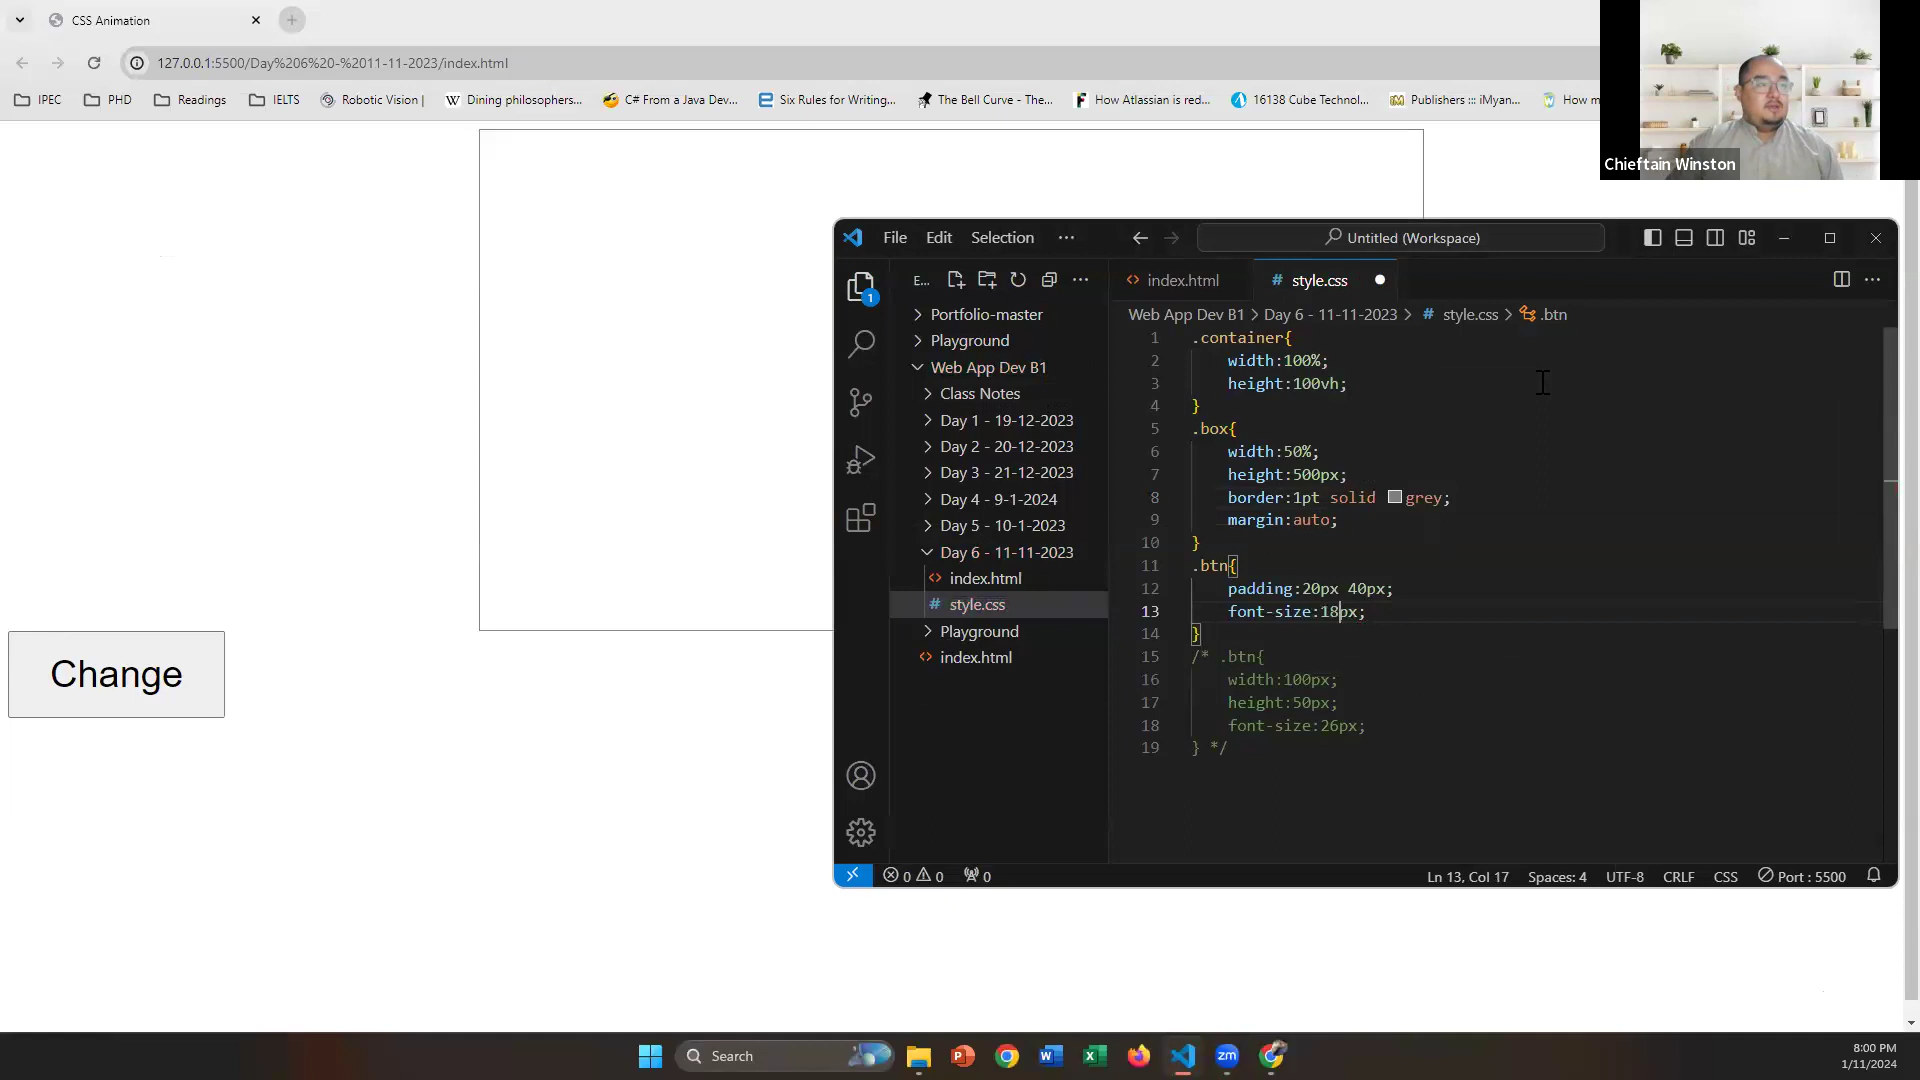 CSS Animation
127.0.0.1:5500/Day%206%20-%2011-11-2023/index.html
IPEC
PHD
Readings
IELTS
Robotic Vision |
Dining philosophers...
C# From a Java Dev...
Six Rules for Writing...
The Bell Curve - The...
How Atlassian is red...
16138 Cube Technol...
Publishers ::: iMyan...
How m
Chieftain Winston
Change
File Edit Selection ···
Untitled (Workspace)
E...
Portfolio-master
Playground
Web App Dev B1
Class Notes
Day 1 - 19-12-2023
Day 2 - 20-12-2023
Day 3 - 21-12-2023
Day 4 - 9-1-2024
Day 5 - 10-1-2023
Day 6 - 11-11-2023
index.html
style.css
Playground
index.html
1
index.html
style.css
Web App Dev B1 > Day 6 - 11-11-2023 > # style.css > .btn
1 .container{
2 width:100%;
3 height:100vh;
4 }
5 .box{
6 width:50%;
7 height:500px;
8 border:1pt solid grey;
9 margin:auto;
10 }
11 .btn{
12 padding:20px 40px;
13 font-size:18px;
14 }
15 /* .btn{
16 width:100px;
17 height:50px;
18 font-size:26px;
19 } */
0 0 0
Ln 13, Col 17
Spaces: 4
UTF-8
CRLF
CSS
Port : 5500
Search
zm
8:00 PM
1/11/2024